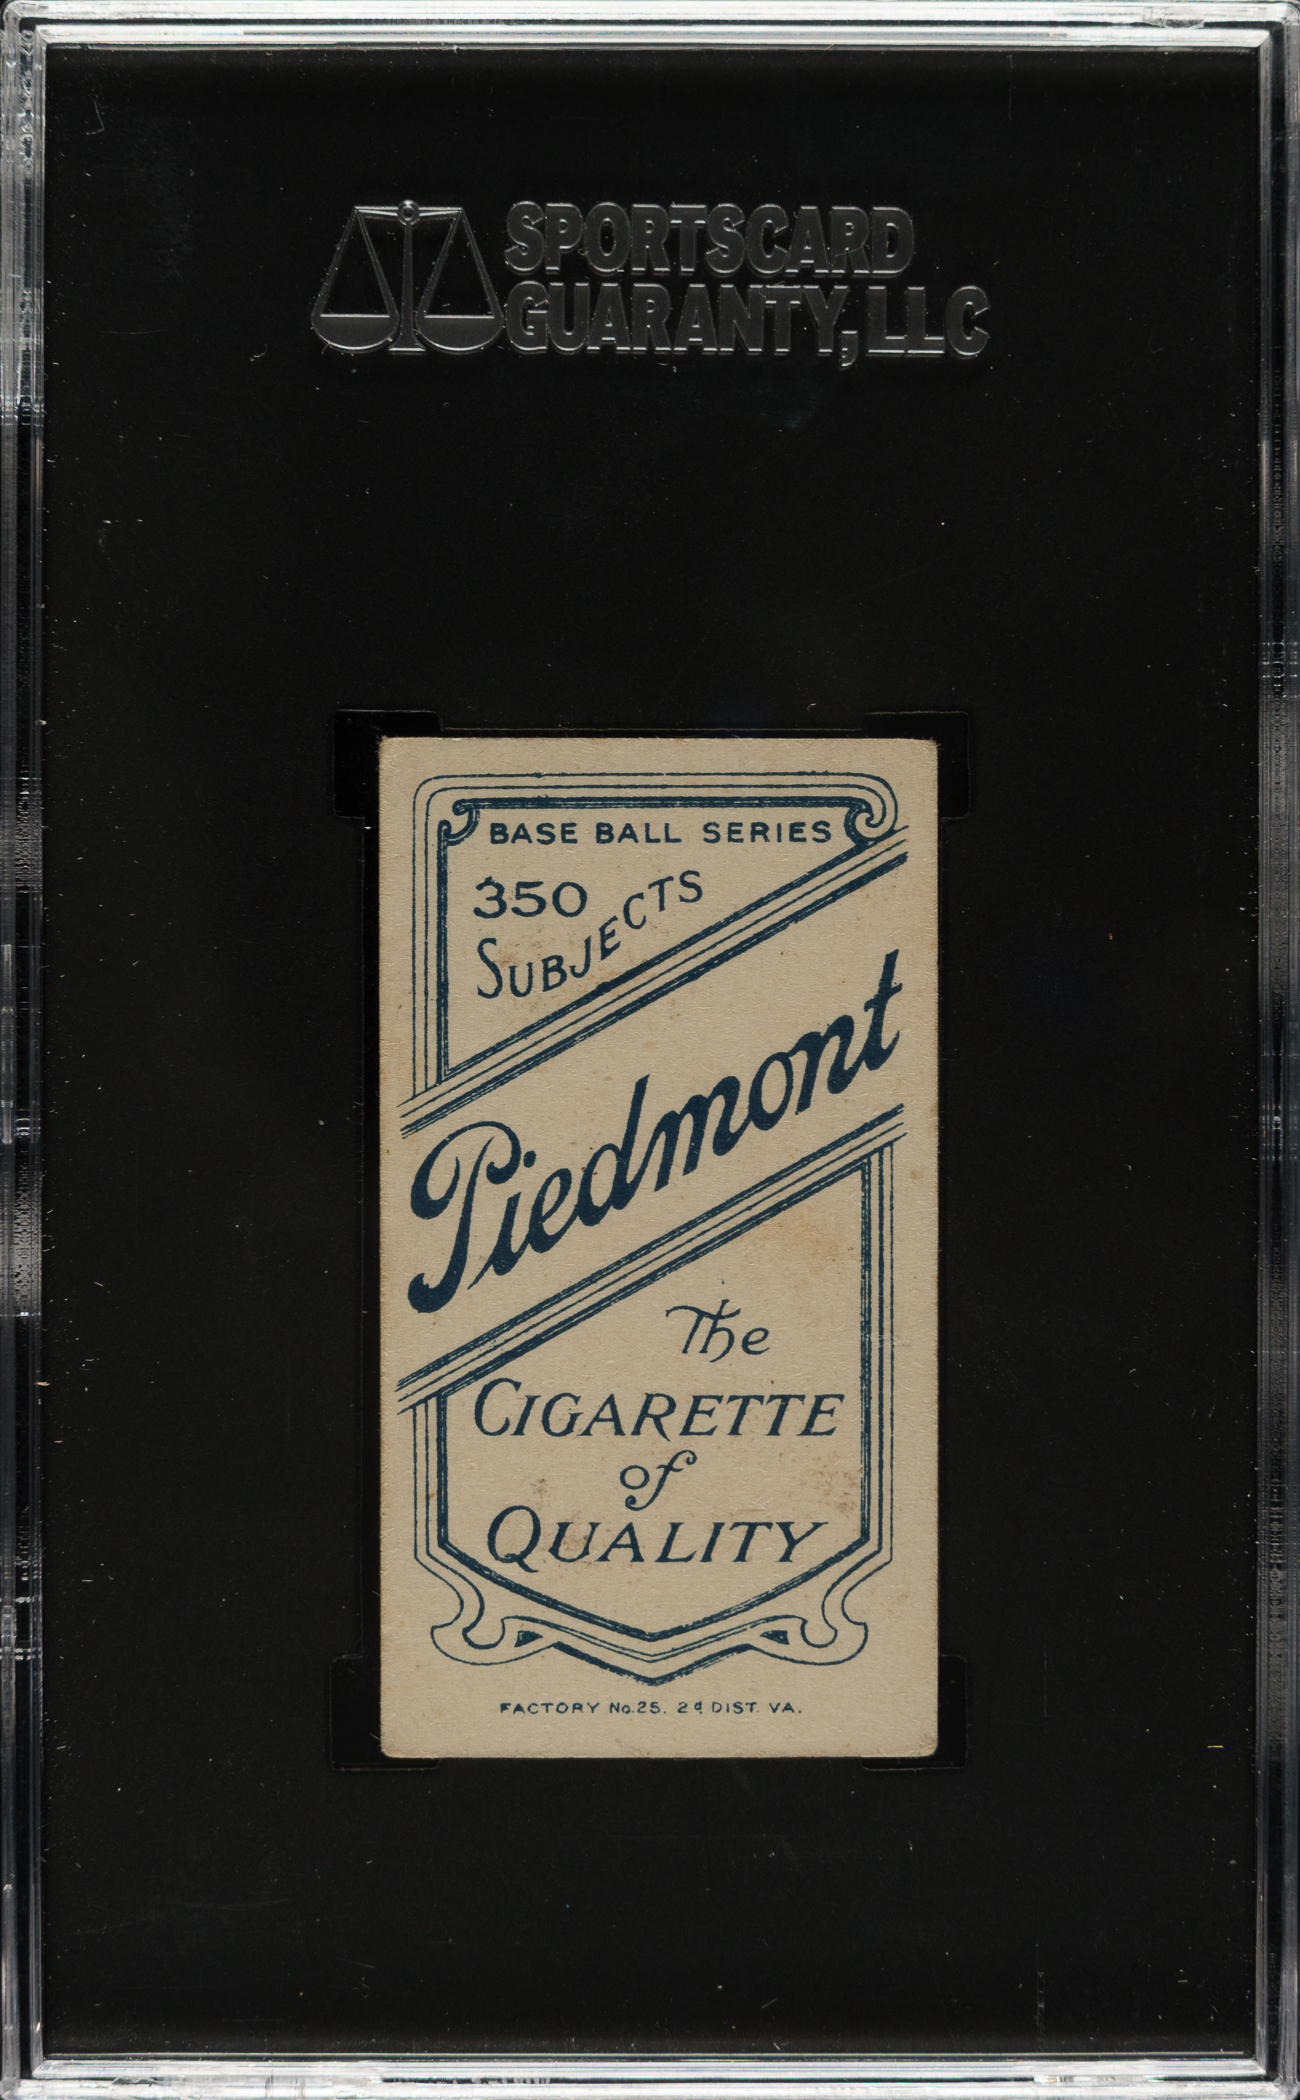 SPORTSCARD
GUARANTY, LLC
BASE BALL SERIES
350
SUBJECTS
Piedmont
The
CIGARETTE
of
QUALITY
FACTORY No. 25. 2d DIST. VA.